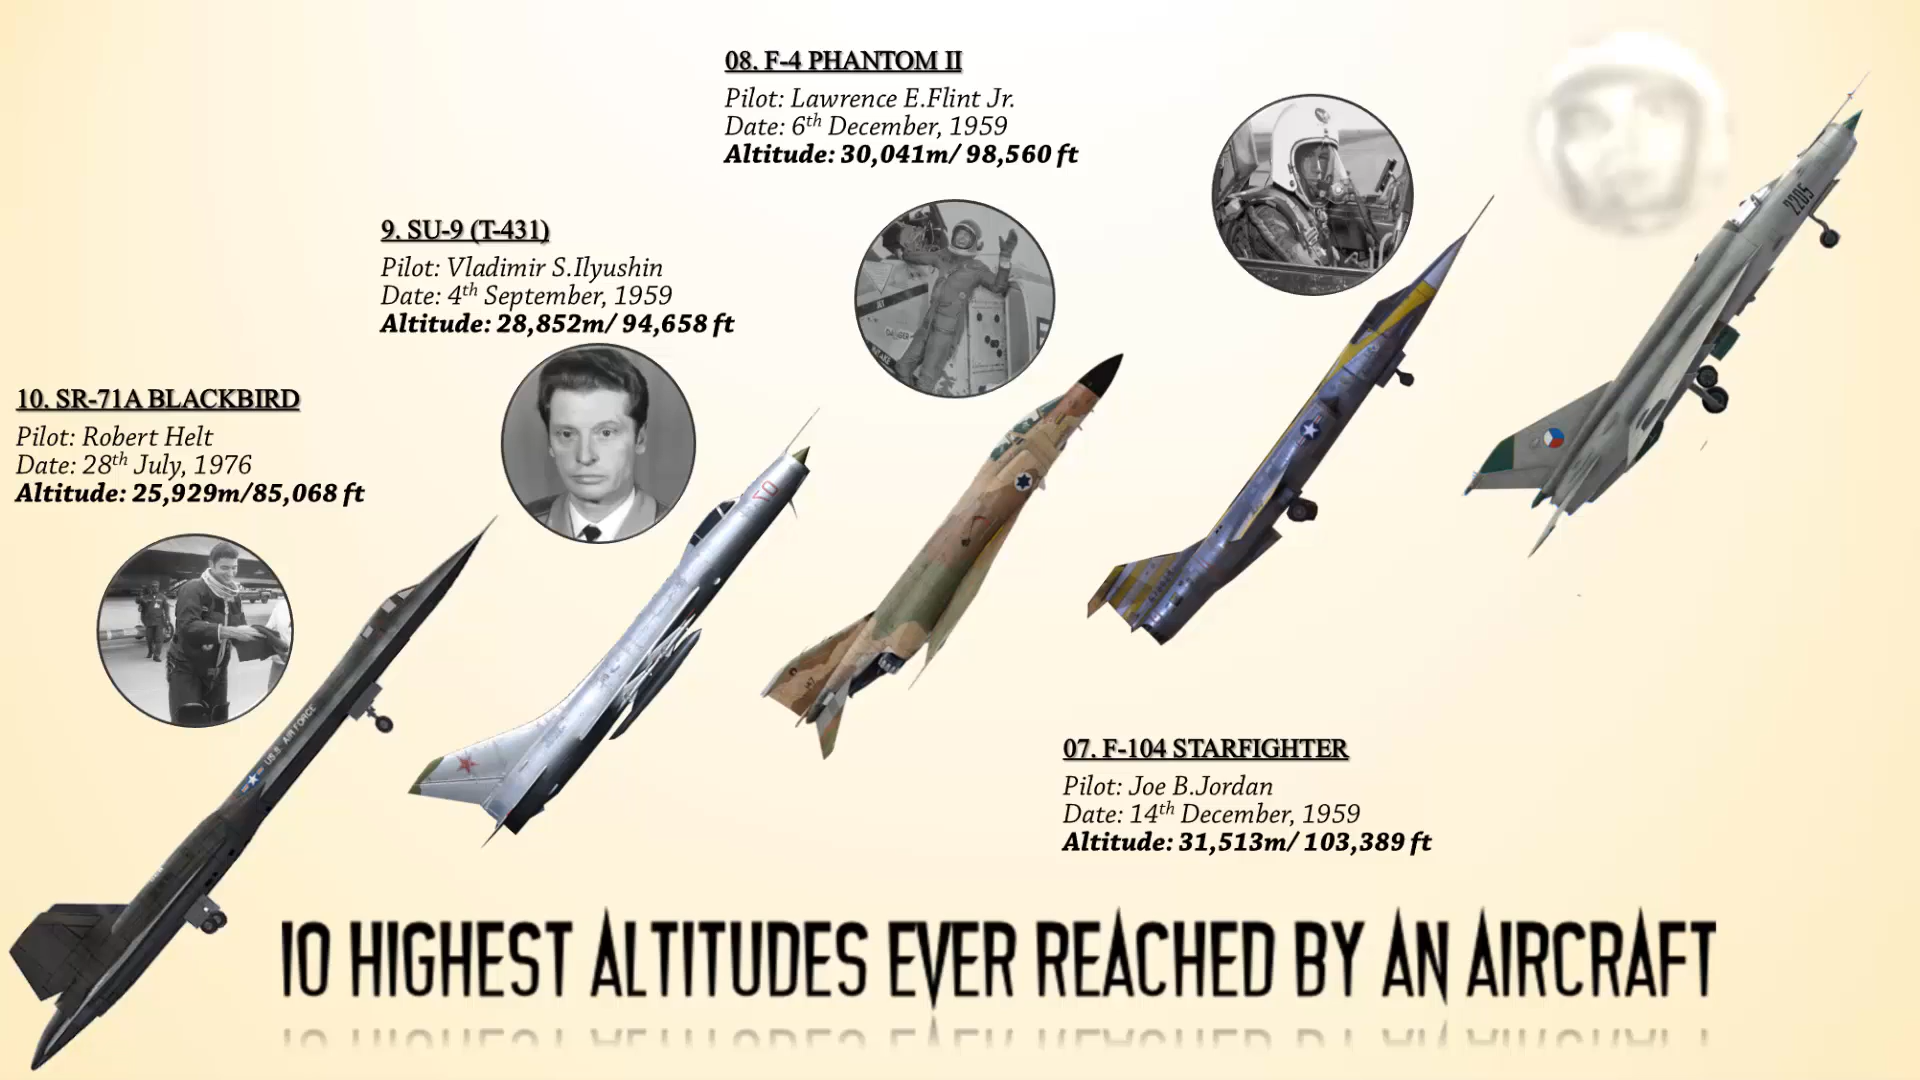 08. F-4 PHANTOM II
Pilot: Lawrence E.Flint Jr.
Date: 6th December, 1959
Altitude: 30,041m/ 98,560 ft
9. SU-9 (T-431)
Pilot: Vladimir S.Ilyushin
Date: 4th September, 1959
Altitude: 28,852m/ 94,658 ft
10. SR-71A BLACKBIRD
Pilot: Robert Helt
Date: 28th July, 1976
Altitude: 25,929m/85,068 ft
2205
U.S. AIR FORCE
07. F-104 STARFIGHTER
Pilot: Joe B.Jordan
Date: 14th December, 1959
Altitude: 31,513m/ 103,389 ft
10 HIGHEST ALTITUDES EVER REACHED BY AN AIRCRAFT